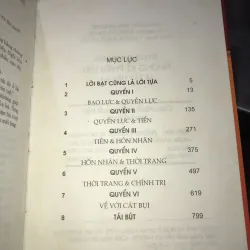 MỤC LỤC
1 LỜI BẠT CŨNG LÀ LỜI TỰA 5
2 QUYỂN I 13
BẠO LỰC & QUYỀN LỰC
3 QUYỂN II 135
QUYỀN LỰC & TIỀN
4 QUYỂN III 271
TIỀN & HÔN NHÂN
5 QUYỂN IV 375
HÔN NHÂN & THỜI TRANG
6 QUYỂN V 497
THỜI TRANG & CHÍNH TRỊ
7 QUYỂN VI 619
VỀ VỚI CÁT BỤI
8 TÁI BÚT 799